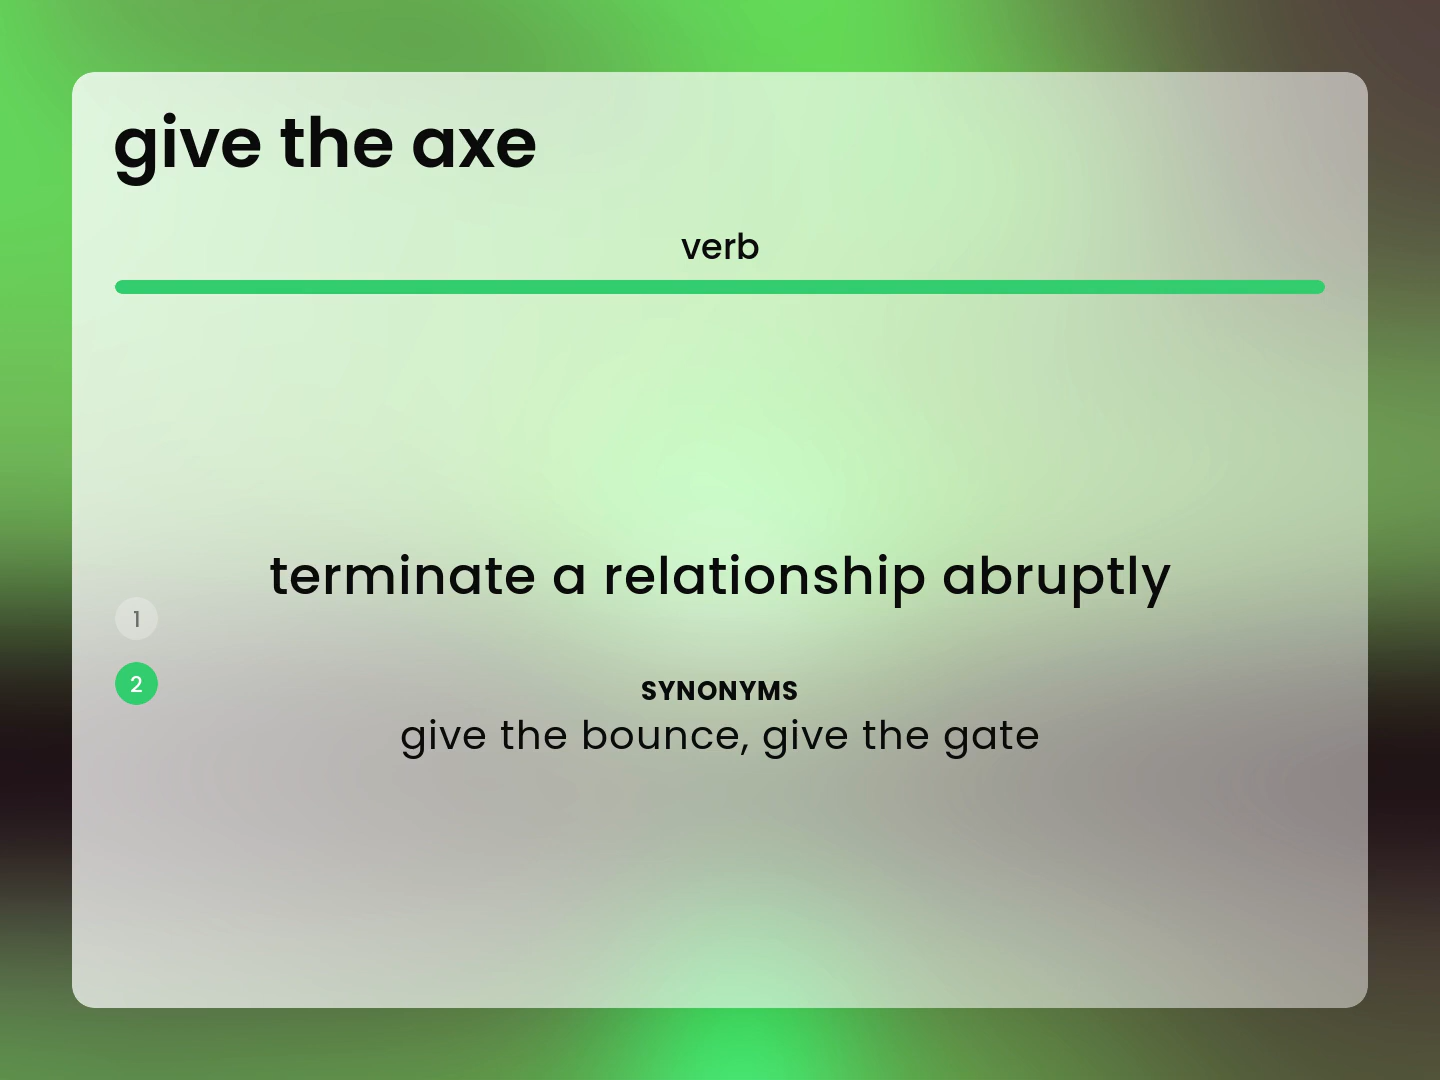 give the axe
verb
terminate a relationship abruptly
1
2
SYNONYMS
give the bounce, give the gate